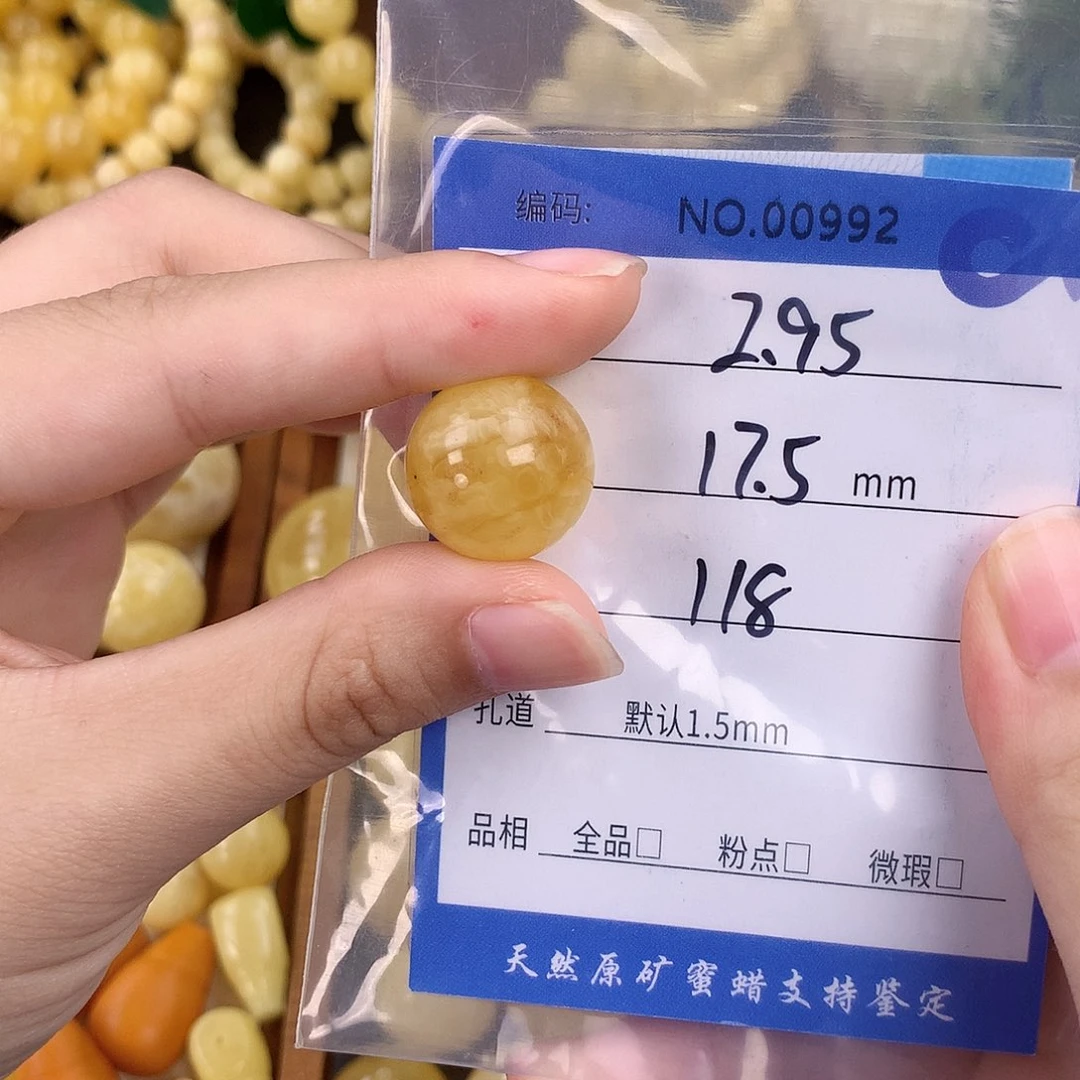 编码: NO.00992
2.95
17.5 mm
118
孔道 默认1.5mm
品相 全品□ 粉点□ 微瑕□
天然原矿蜜蜡支持鉴定